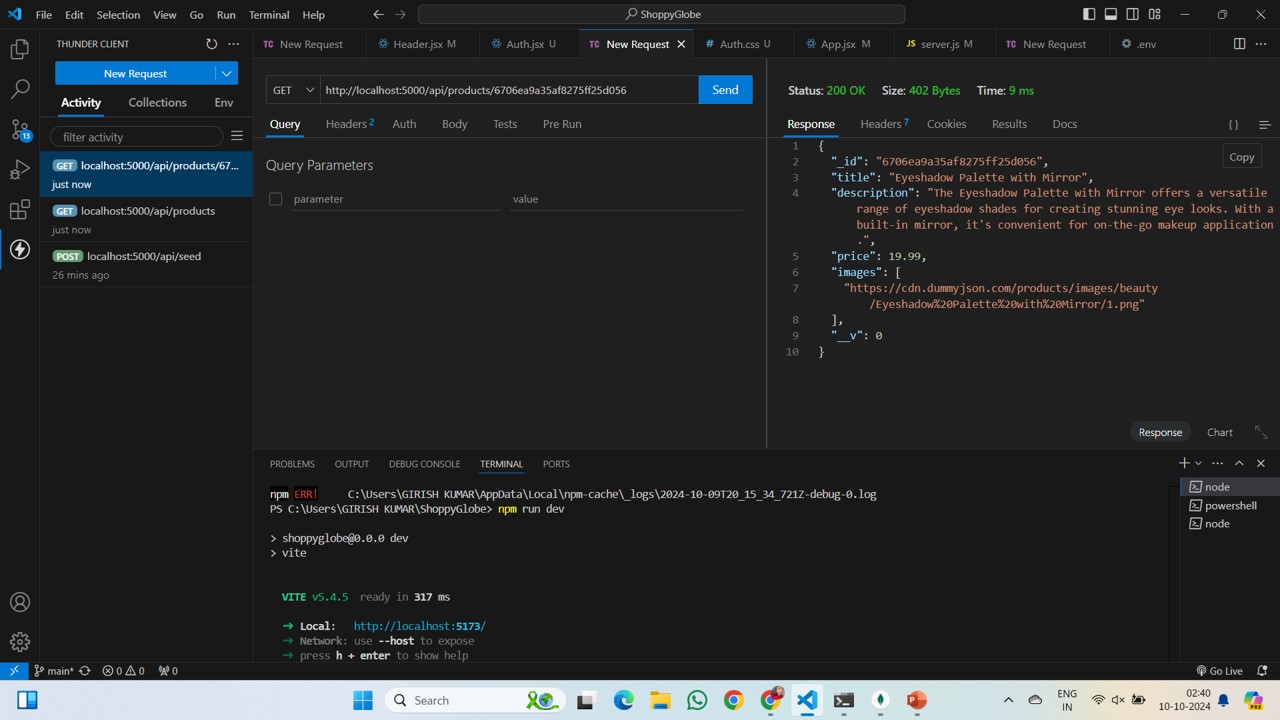 File Edit Selection View Go Run Terminal Help
ShoppyGlobe
THUNDER CLIENT
New Request
Activity Collections Env
filter activity
GET localhost:5000/api/products/67...
just now
GET localhost:5000/api/products
just now
POST localhost:5000/api/seed
26 mins ago
13
TC New Request
Header.jsx M
Auth.jsx U
TC New Request
# Auth.css U
App.jsx M
JS server.js M
TC New Request
.env
GET http://localhost:5000/api/products/6706ea9a35af8275ff25d056 Send
Query Headers 2 Auth Body Tests Pre Run
Query Parameters
parameter value
Status: 200 OK Size: 402 Bytes Time: 9 ms
Response Headers 7 Cookies Results Docs { }
Copy
1 {
2 "_id": "6706ea9a35af8275ff25d056",
3 "title": "Eyeshadow Palette with Mirror",
4 "description": "The Eyeshadow Palette with Mirror offers a versatile
range of eyeshadow shades for creating stunning eye looks. With a
built-in mirror, it's convenient for on-the-go makeup application
.",
5 "price": 19.99,
6 "images": [
7 "https://cdn.dummyjson.com/products/images/beauty
/Eyeshadow%20Palette%20with%20Mirror/1.png"
8 ],
9 "__v": 0
10 }
Response Chart
PROBLEMS OUTPUT DEBUG CONSOLE TERMINAL PORTS
npm ERR! C:\Users\GIRISH KUMAR\AppData\Local\npm-cache\_logs\2024-10-09T20_15_34_721Z-debug-0.log
PS C:\Users\GIRISH KUMAR\ShoppyGlobe> npm run dev
> shoppyglobe@0.0.0 dev
> vite
VITE v5.4.5 ready in 317 ms
➜ Local: http://localhost:5173/
➜ Network: use --host to expose
➜ press h + enter to show help
node
powershell
node
main* 0 0 0
Go Live
Search
ENG
IN
02:40
10-10-2024
PRE